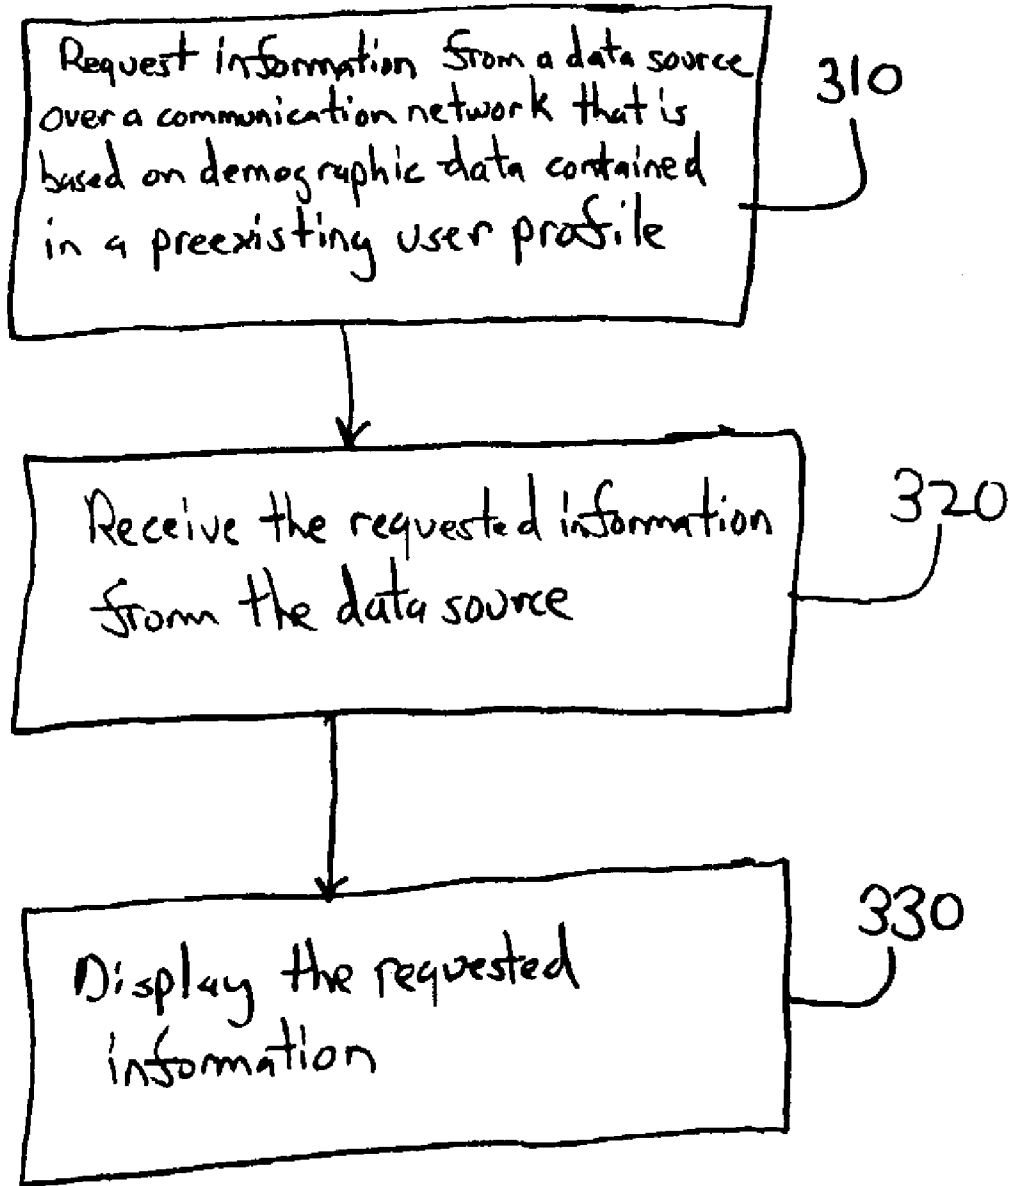 Request information from a data source
over a communication network that is
based on demographic data contained
in a preexisting user profile
310
Receive the requested information
from the data source
320
Display the requested
information
330